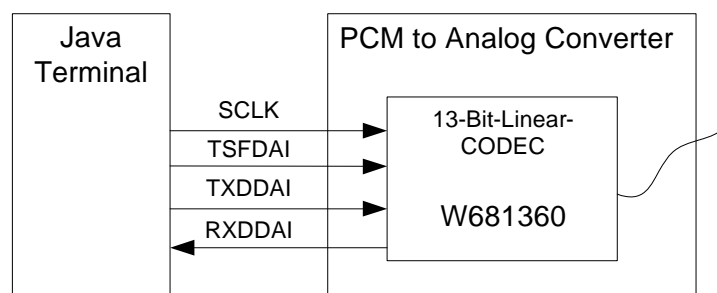 Java
Terminal
PCM to Analog Converter
SCLK
TSFDAI
TXDDAI
RXDDAI
13-Bit-Linear-
CODEC
W681360